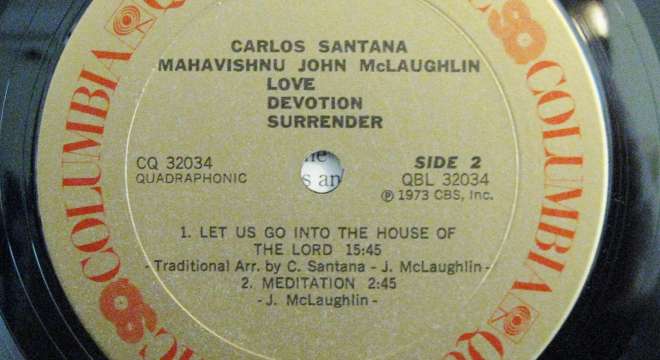 CARLOS SANTANA
MAHAVISHNU JOHN McLAUGHLIN
LOVE
DEVOTION
SURRENDER
CQ 32034
QUADRAPHONIC
SIDE 2
QBL 32034
Ⓟ 1973 CBS, Inc.
1. LET US GO INTO THE HOUSE OF
THE LORD 15:45
- Traditional Arr. by C. Santana - J. McLaughlin -
2. MEDITATION 2:45
- J. McLaughlin -
COLUMBIA
COLUMBIA